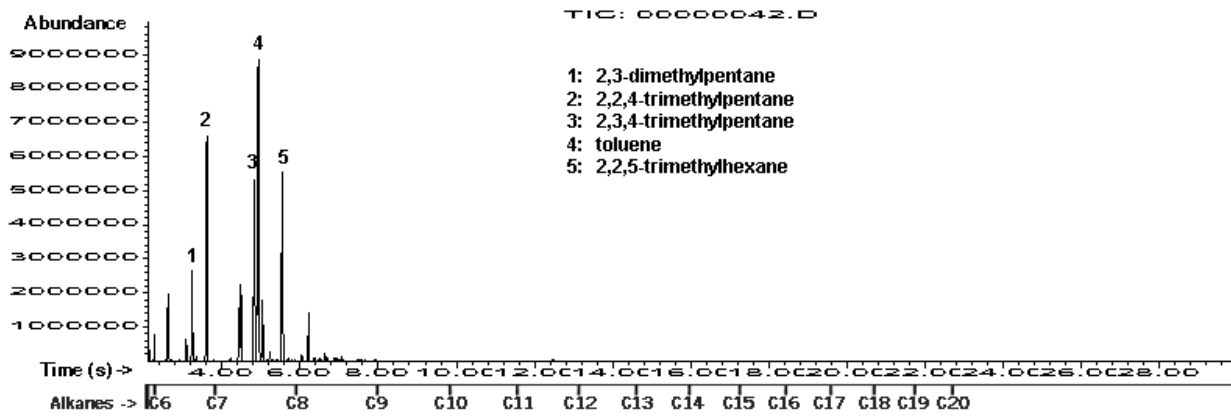 Abundance
TIC: 00000042.D
9000000
8000000
7000000
6000000
5000000
4000000
3000000
2000000
1000000
4
2
3
5
1
1: 2,3-dimethylpentane
2: 2,2,4-trimethylpentane
3: 2,3,4-trimethylpentane
4: toluene
5: 2,2,5-trimethylhexane
Time (s) -> 4.00 6.00 8.00 10.00 12.00 14.00 16.00 18.00 20.00 22.00 24.00 26.00 28.00
Alkanes -> C6 C7 C8 C9 C10 C11 C12 C13 C14 C15 C16 C17 C18 C19 C20